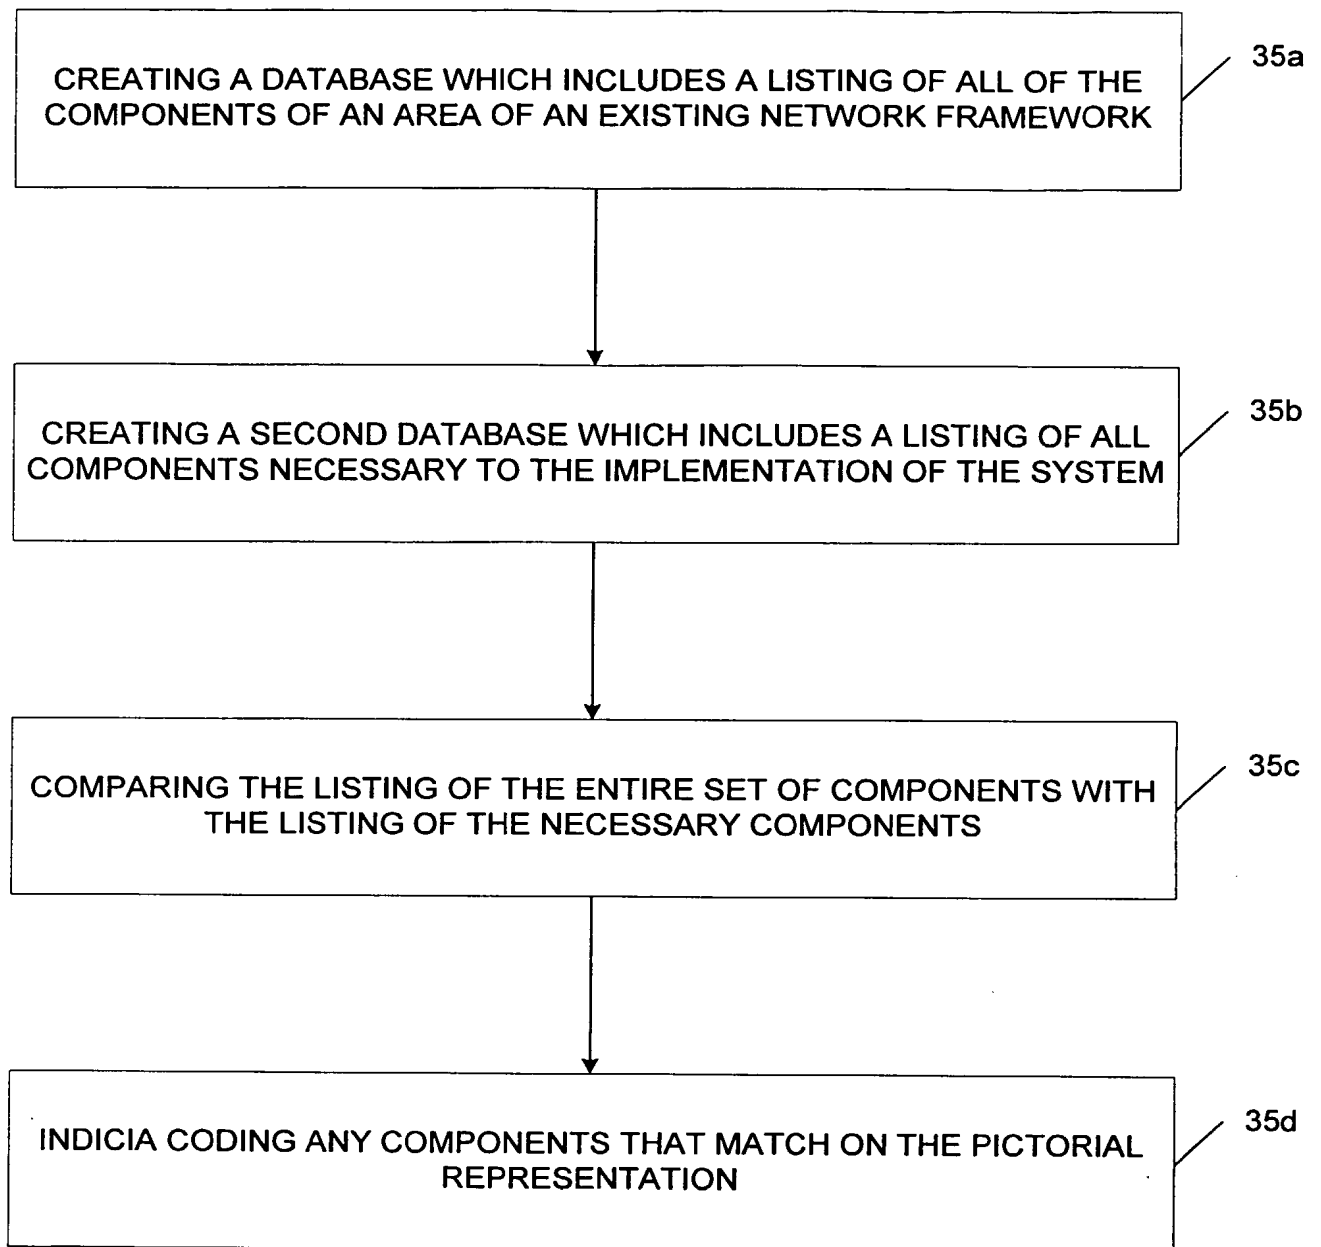 35a
CREATING A DATABASE WHICH INCLUDES A LISTING OF ALL OF THE
COMPONENTS OF AN AREA OF AN EXISTING NETWORK FRAMEWORK
35b
CREATING A SECOND DATABASE WHICH INCLUDES A LISTING OF ALL
COMPONENTS NECESSARY TO THE IMPLEMENTATION OF THE SYSTEM
35c
COMPARING THE LISTING OF THE ENTIRE SET OF COMPONENTS WITH
THE LISTING OF THE NECESSARY COMPONENTS
35d
INDICIA CODING ANY COMPONENTS THAT MATCH ON THE PICTORIAL
REPRESENTATION